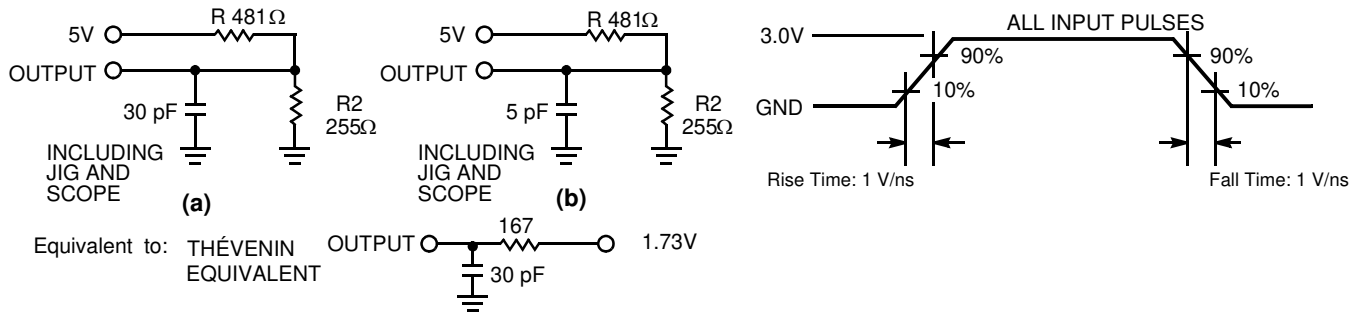 R 481Ω
5V
OUTPUT
30 pF
R2
255Ω
INCLUDING
JIG AND
SCOPE
(a)
R 481Ω
5V
OUTPUT
5 pF
R2
255Ω
INCLUDING
JIG AND
SCOPE
(b)
ALL INPUT PULSES
3.0V
90%
10%
GND
90%
10%
Rise Time: 1 V/ns
Fall Time: 1 V/ns
Equivalent to:
THÉVENIN
EQUIVALENT
OUTPUT
167
1.73V
30 pF